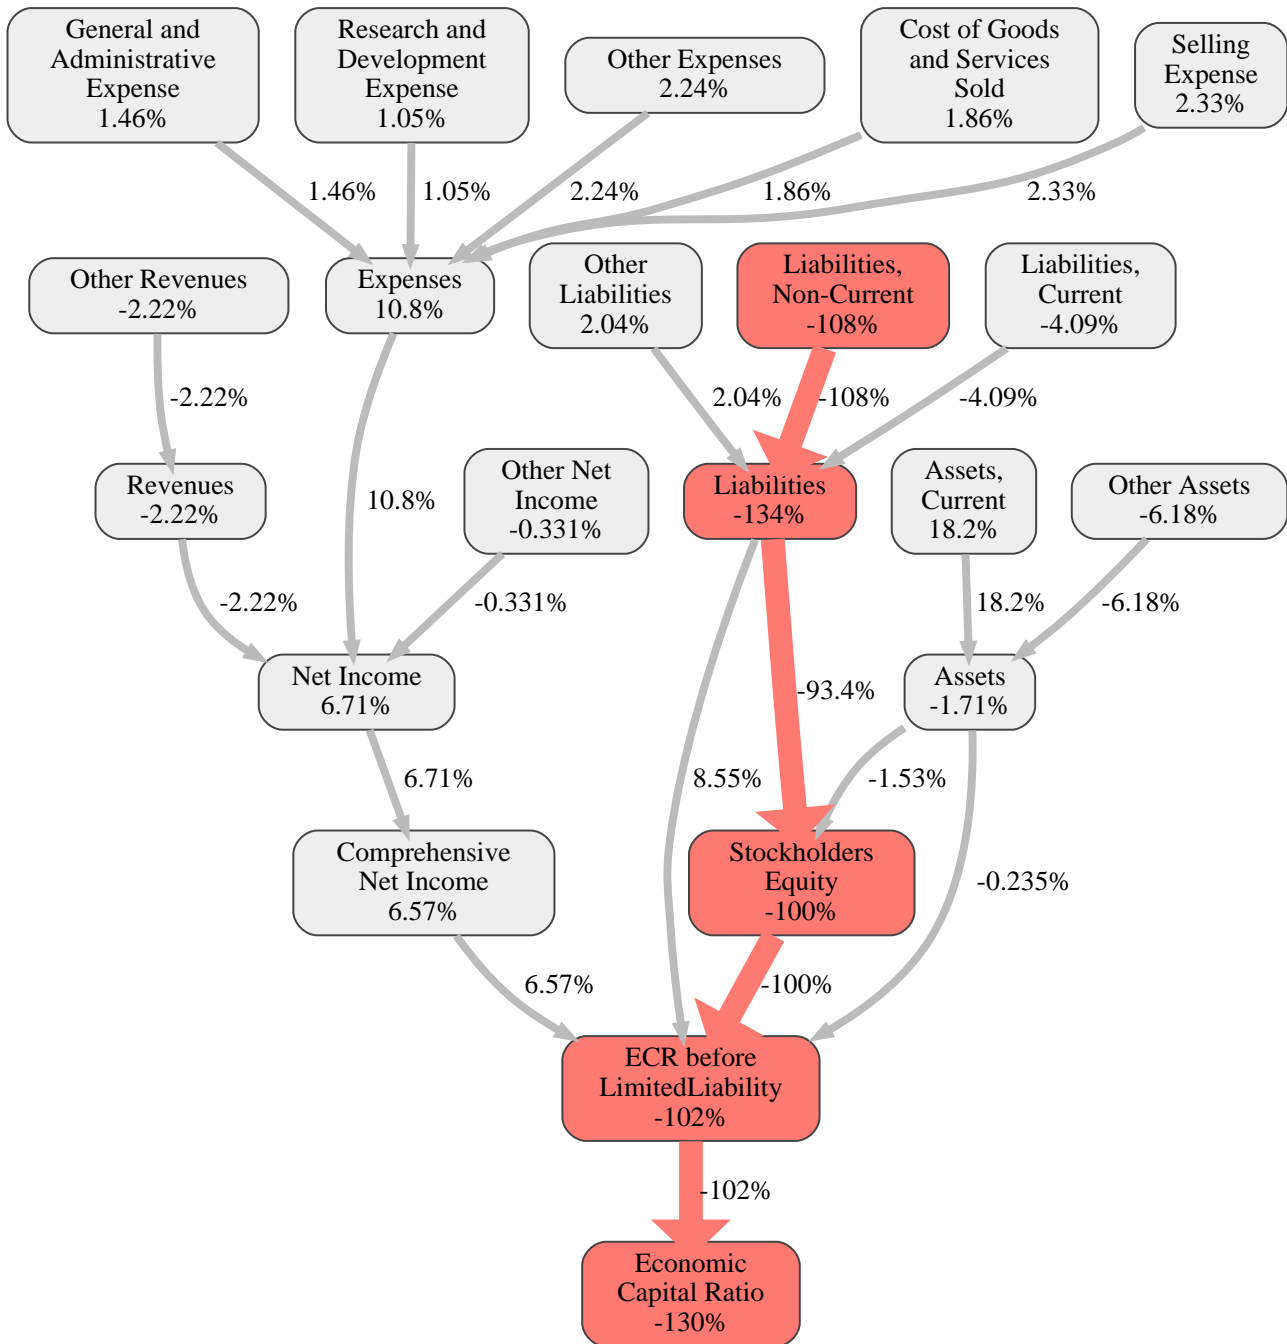 General and
Administrative
Expense
1.46%
Research and
Development
Expense
1.05%
Other Expenses
2.24%
Cost of Goods
and Services
Sold
1.86%
Selling
Expense
2.33%
1.46%
1.05%
2.24%
1.86%
2.33%
Other Revenues
-2.22%
Expenses
10.8%
Other
Liabilities
2.04%
Liabilities,
Non-Current
-108%
Liabilities,
Current
-4.09%
-2.22%
2.04%
-108%
-4.09%
Revenues
-2.22%
10.8%
Other Net
Income
-0.331%
Liabilities
-134%
Assets,
Current
18.2%
Other Assets
-6.18%
-2.22%
-0.331%
18.2%
-6.18%
Net Income
6.71%
-93.4%
Assets
-1.71%
6.71%
8.55%
-1.53%
Comprehensive
Net Income
6.57%
Stockholders
Equity
-100%
-0.235%
6.57%
-100%
ECR before
LimitedLiability
-102%
-102%
Economic
Capital Ratio
-130%